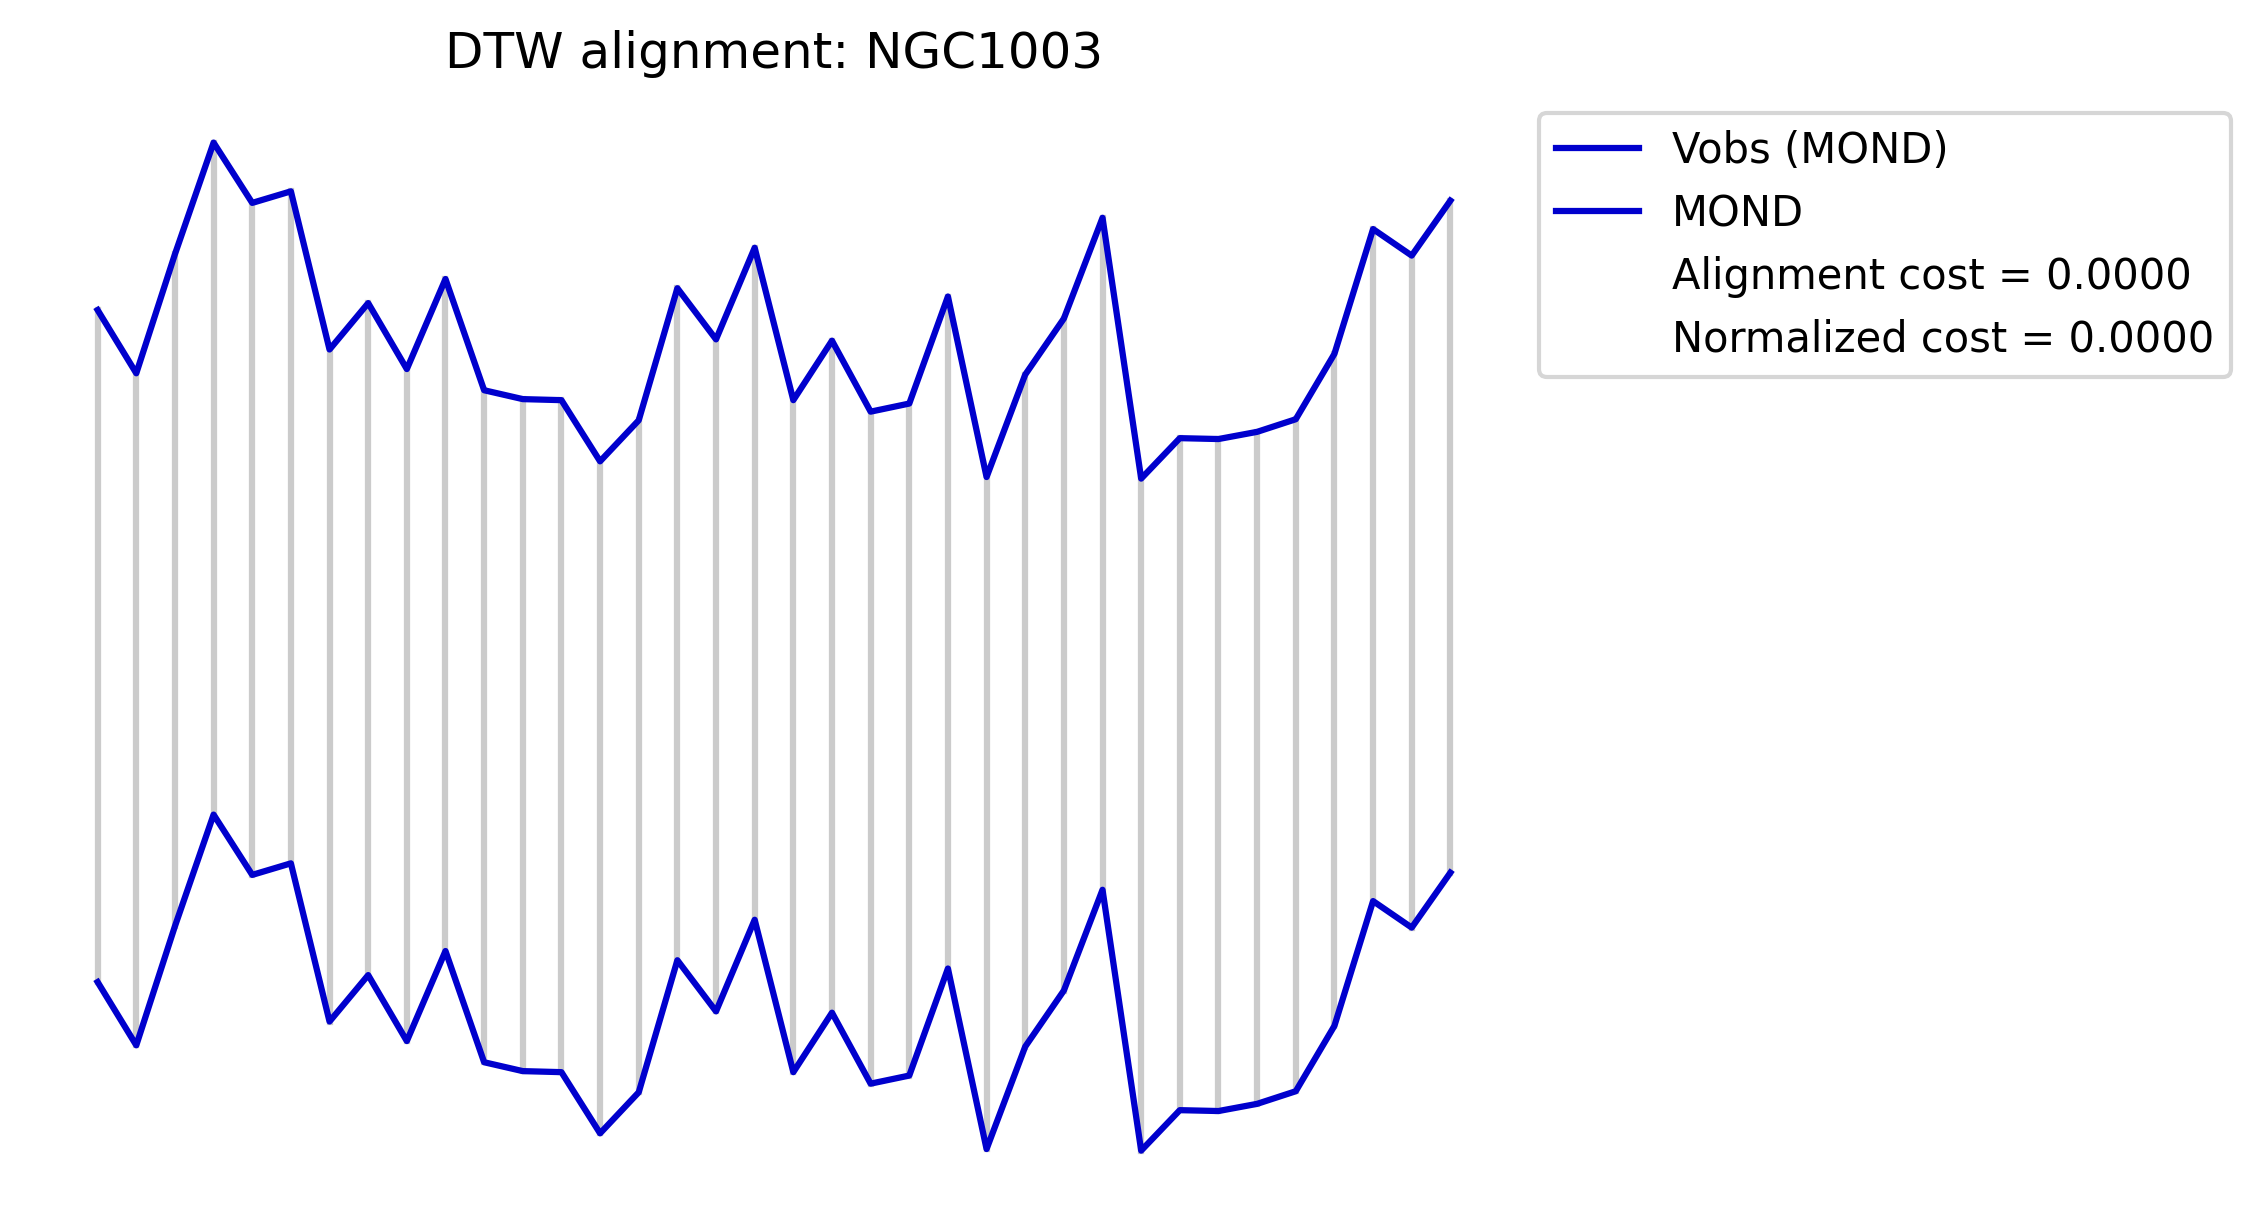 DTW alignment: NGC1003
Vobs (MOND)
MOND
Alignment cost = 0.0000
Normalized cost = 0.0000